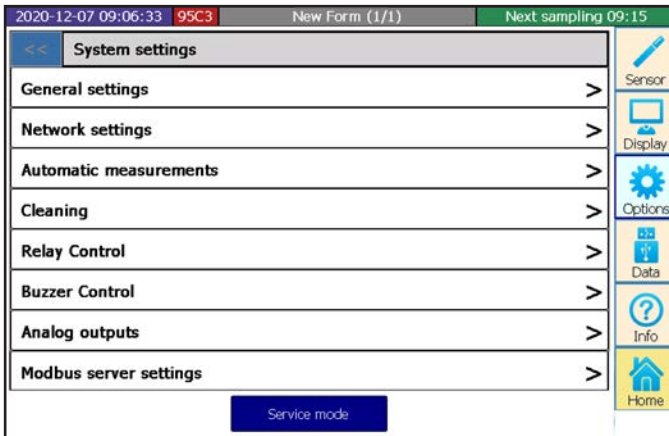 2020-12-07 09:06:33 95C3 New Form (1/1) Next sampling 09:15
<< System settings
General settings >
Network settings >
Automatic measurements >
Cleaning >
Relay Control >
Buzzer Control >
Analog outputs >
Modbus server settings >
Service mode
Sensor
Display
Options
Data
Info
Home